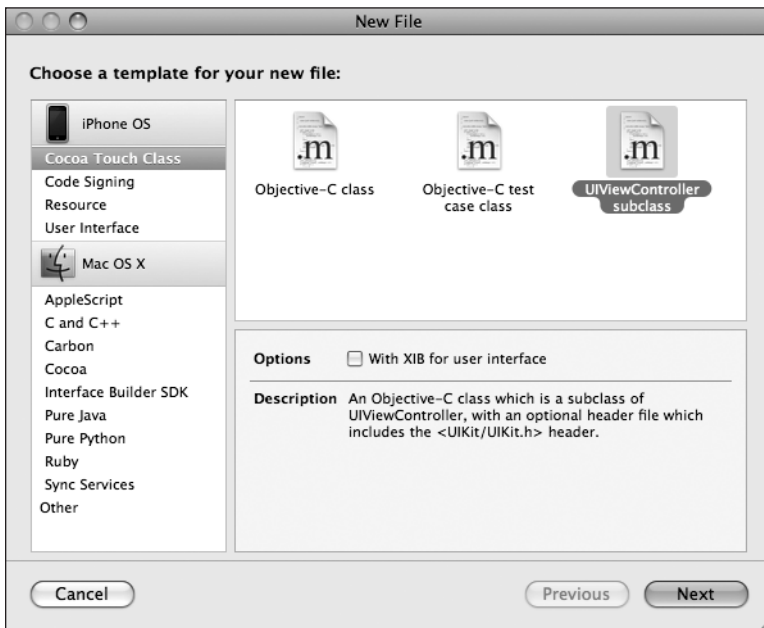 New File
Choose a template for your new file:
iPhone OS
Cocoa Touch Class
Code Signing
Resource
User Interface
Mac OS X
AppleScript
C and C++
Carbon
Cocoa
Interface Builder SDK
Pure Java
Pure Python
Ruby
Sync Services
Other
.m
Objective-C class
.m
Objective-C test
case class
.m
UIViewController
subclass
Options With XIB for user interface
Description An Objective-C class which is a subclass of
UIViewController, with an optional header file which
includes the <UIKit/UIKit.h> header.
Cancel
Previous
Next